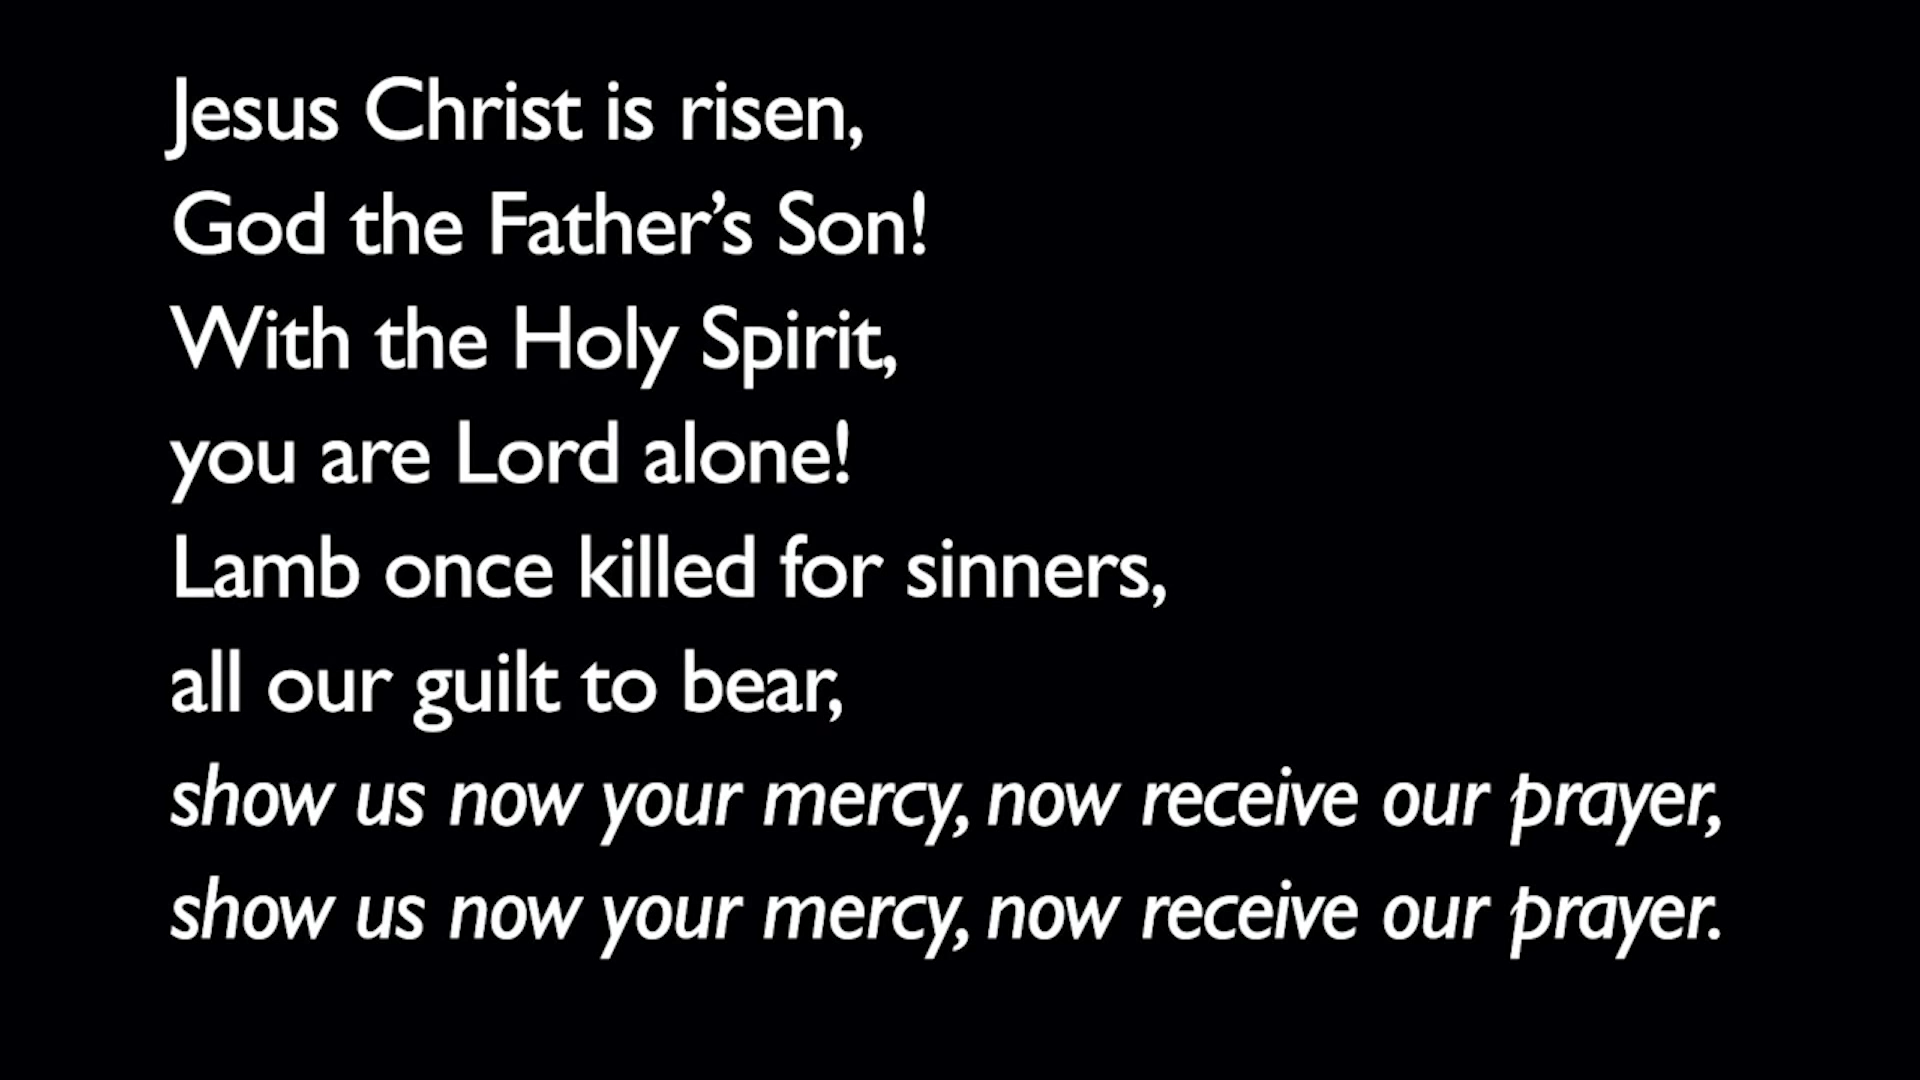 Jesus Christ is risen,
God the Father’s Son!
With the Holy Spirit,
you are Lord alone!
Lamb once killed for sinners,
all our guilt to bear,
show us now your mercy, now receive our prayer,
show us now your mercy, now receive our prayer.